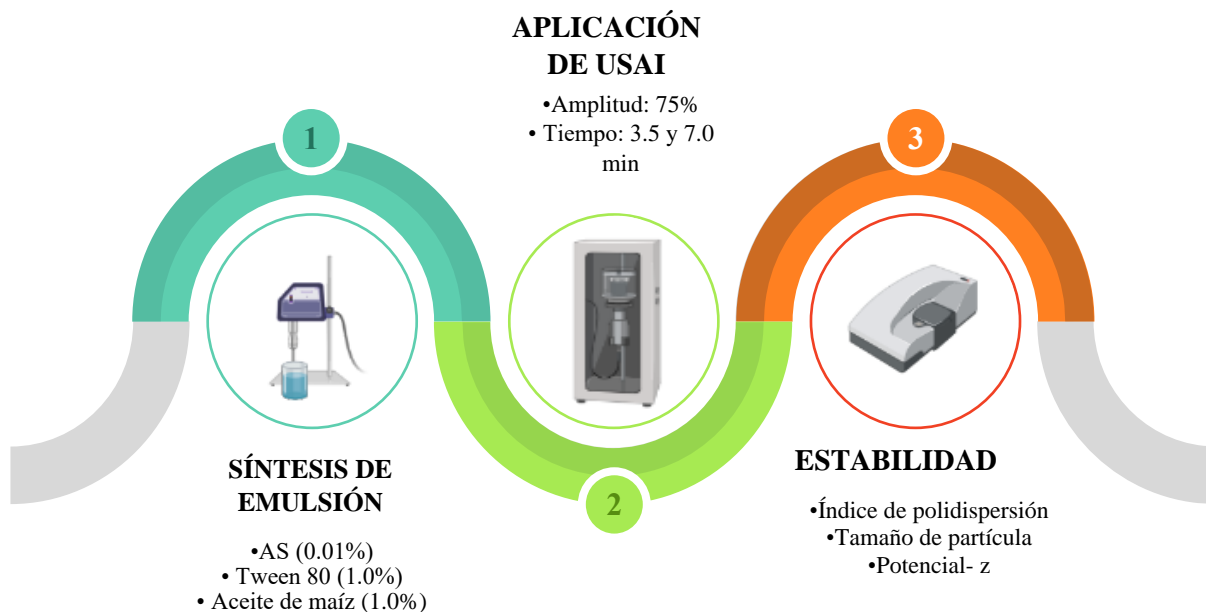 1
SÍNTESIS DE
EMULSIÓN
•AS (0.01%)
• Tween 80 (1.0%)
• Aceite de maíz (1.0%)
APLICACIÓN
DE USAI
•Amplitud: 75%
• Tiempo: 3.5 y 7.0
min
2
3
ESTABILIDAD
•Índice de polidispersión
•Tamaño de partícula
•Potencial- z